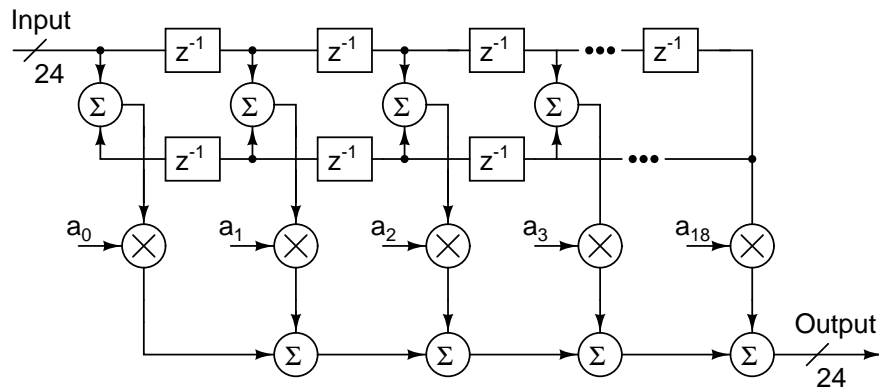 Input
24
z⁻¹ z⁻¹ z⁻¹ ••• z⁻¹
Σ Σ Σ Σ
z⁻¹ z⁻¹ z⁻¹ •••
a₀ a₁ a₂ a₃ a₁₈
Output
Σ Σ Σ Σ
24